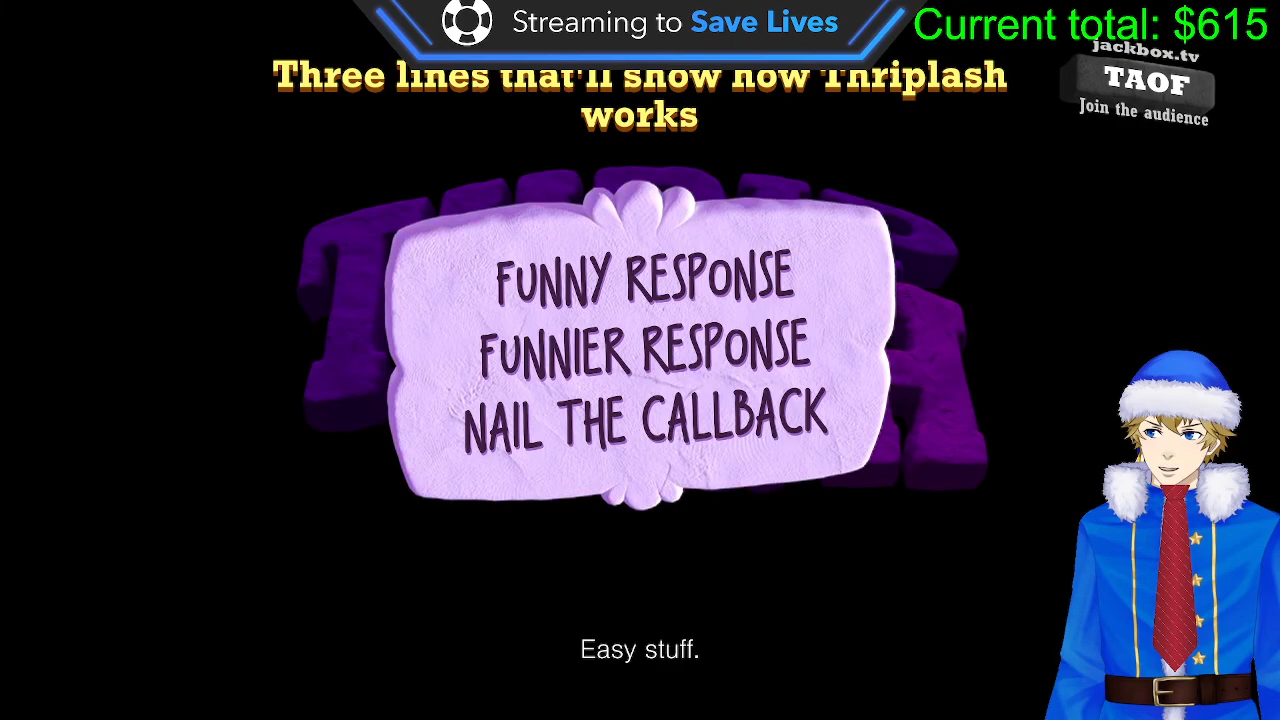 Streaming to Save Lives
Current total: $615
jackbox.tv
TAOF
Join the audience
Three lines that'll show how Thriplash
works
FUNNY RESPONSE
FUNNIER RESPONSE
NAIL THE CALLBACK
Easy stuff.